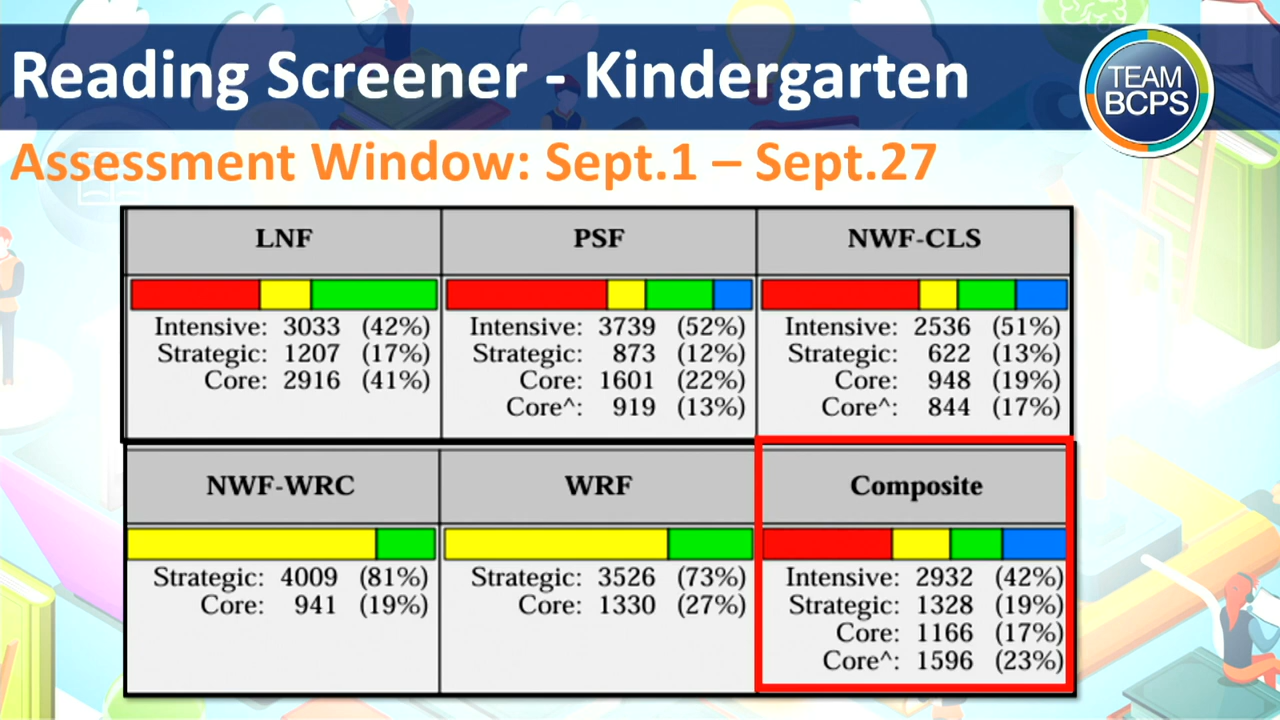 Reading Screener - Kindergarten
TEAM
BCPS
Assessment Window: Sept.1 – Sept.27
LNF
Intensive: 3033 (42%)
Strategic: 1207 (17%)
Core: 2916 (41%)
PSF
Intensive: 3739 (52%)
Strategic: 873 (12%)
Core: 1601 (22%)
Core^: 919 (13%)
NWF-CLS
Intensive: 2536 (51%)
Strategic: 622 (13%)
Core: 948 (19%)
Core^: 844 (17%)
NWF-WRC
Strategic: 4009 (81%)
Core: 941 (19%)
WRF
Strategic: 3526 (73%)
Core: 1330 (27%)
Composite
Intensive: 2932 (42%)
Strategic: 1328 (19%)
Core: 1166 (17%)
Core^: 1596 (23%)